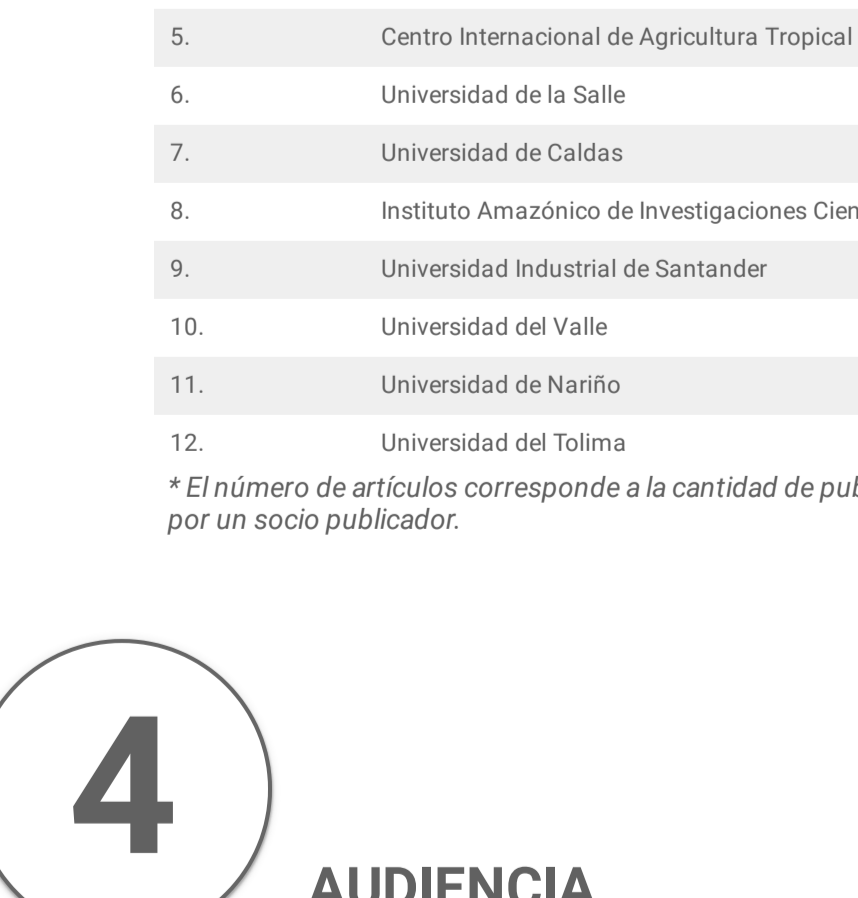 5. Centro Internacional de Agricultura Tropical
6. Universidad de la Salle
7. Universidad de Caldas
8. Instituto Amazónico de Investigaciones
9. Universidad Industrial de Santander
10. Universidad del Valle
11. Universidad de Nariño
12. Universidad del Tolima
* El número de artículos corresponde a la cantidad de
por un socio publicador.
4
AUDIENCIA